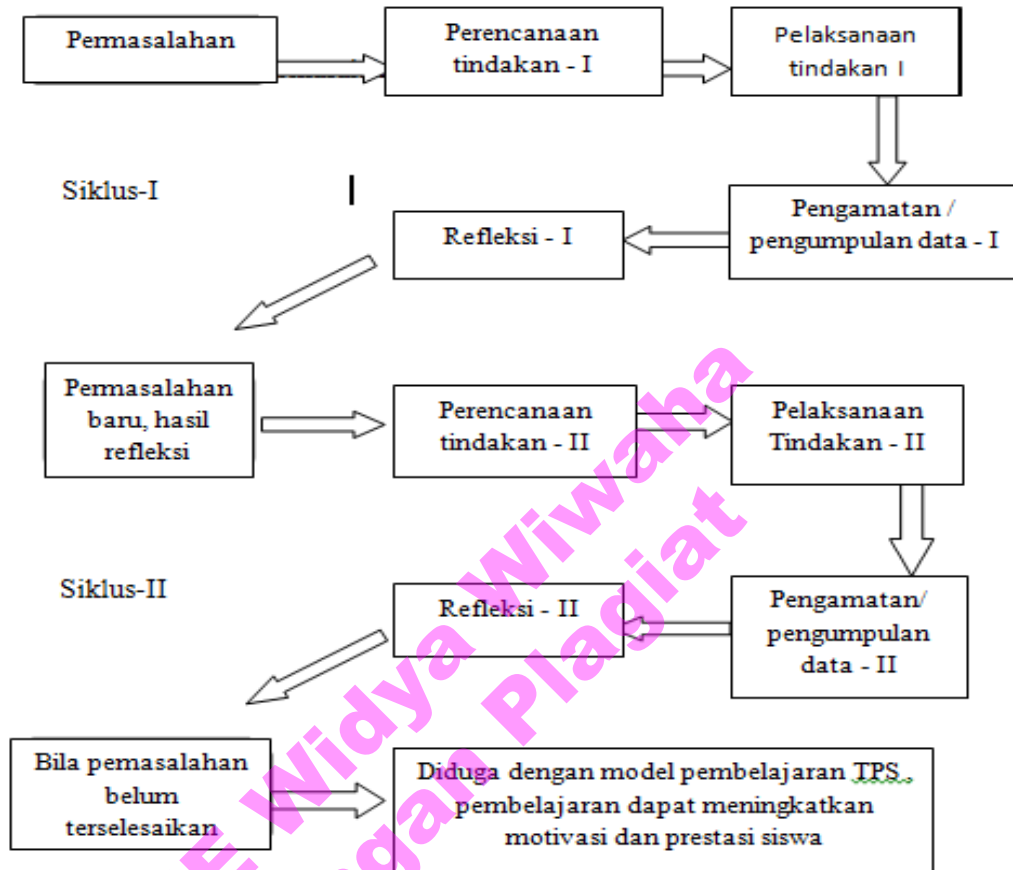 Permasalahan
Perencanaan
tindakan - I
Pelaksanaan
tindakan I
Siklus-I
Pengamatan /
pengumpulan data - I
Refleksi - I
Permasalahan
baru, hasil
refleksi
Perencanaan
tindakan - II
Pelaksanaan
Tindakan - II
Siklus-II
Pengamatan/
pengumpulan
data - II
Refleksi - II
Bila pemasalahan
belum
terselesaikan
Diduga dengan model pembelajaran TPS ,
pembelajaran dapat meningkatkan
motivasi dan prestasi siswa
E Widya Wiwaha
ngan Plagiat